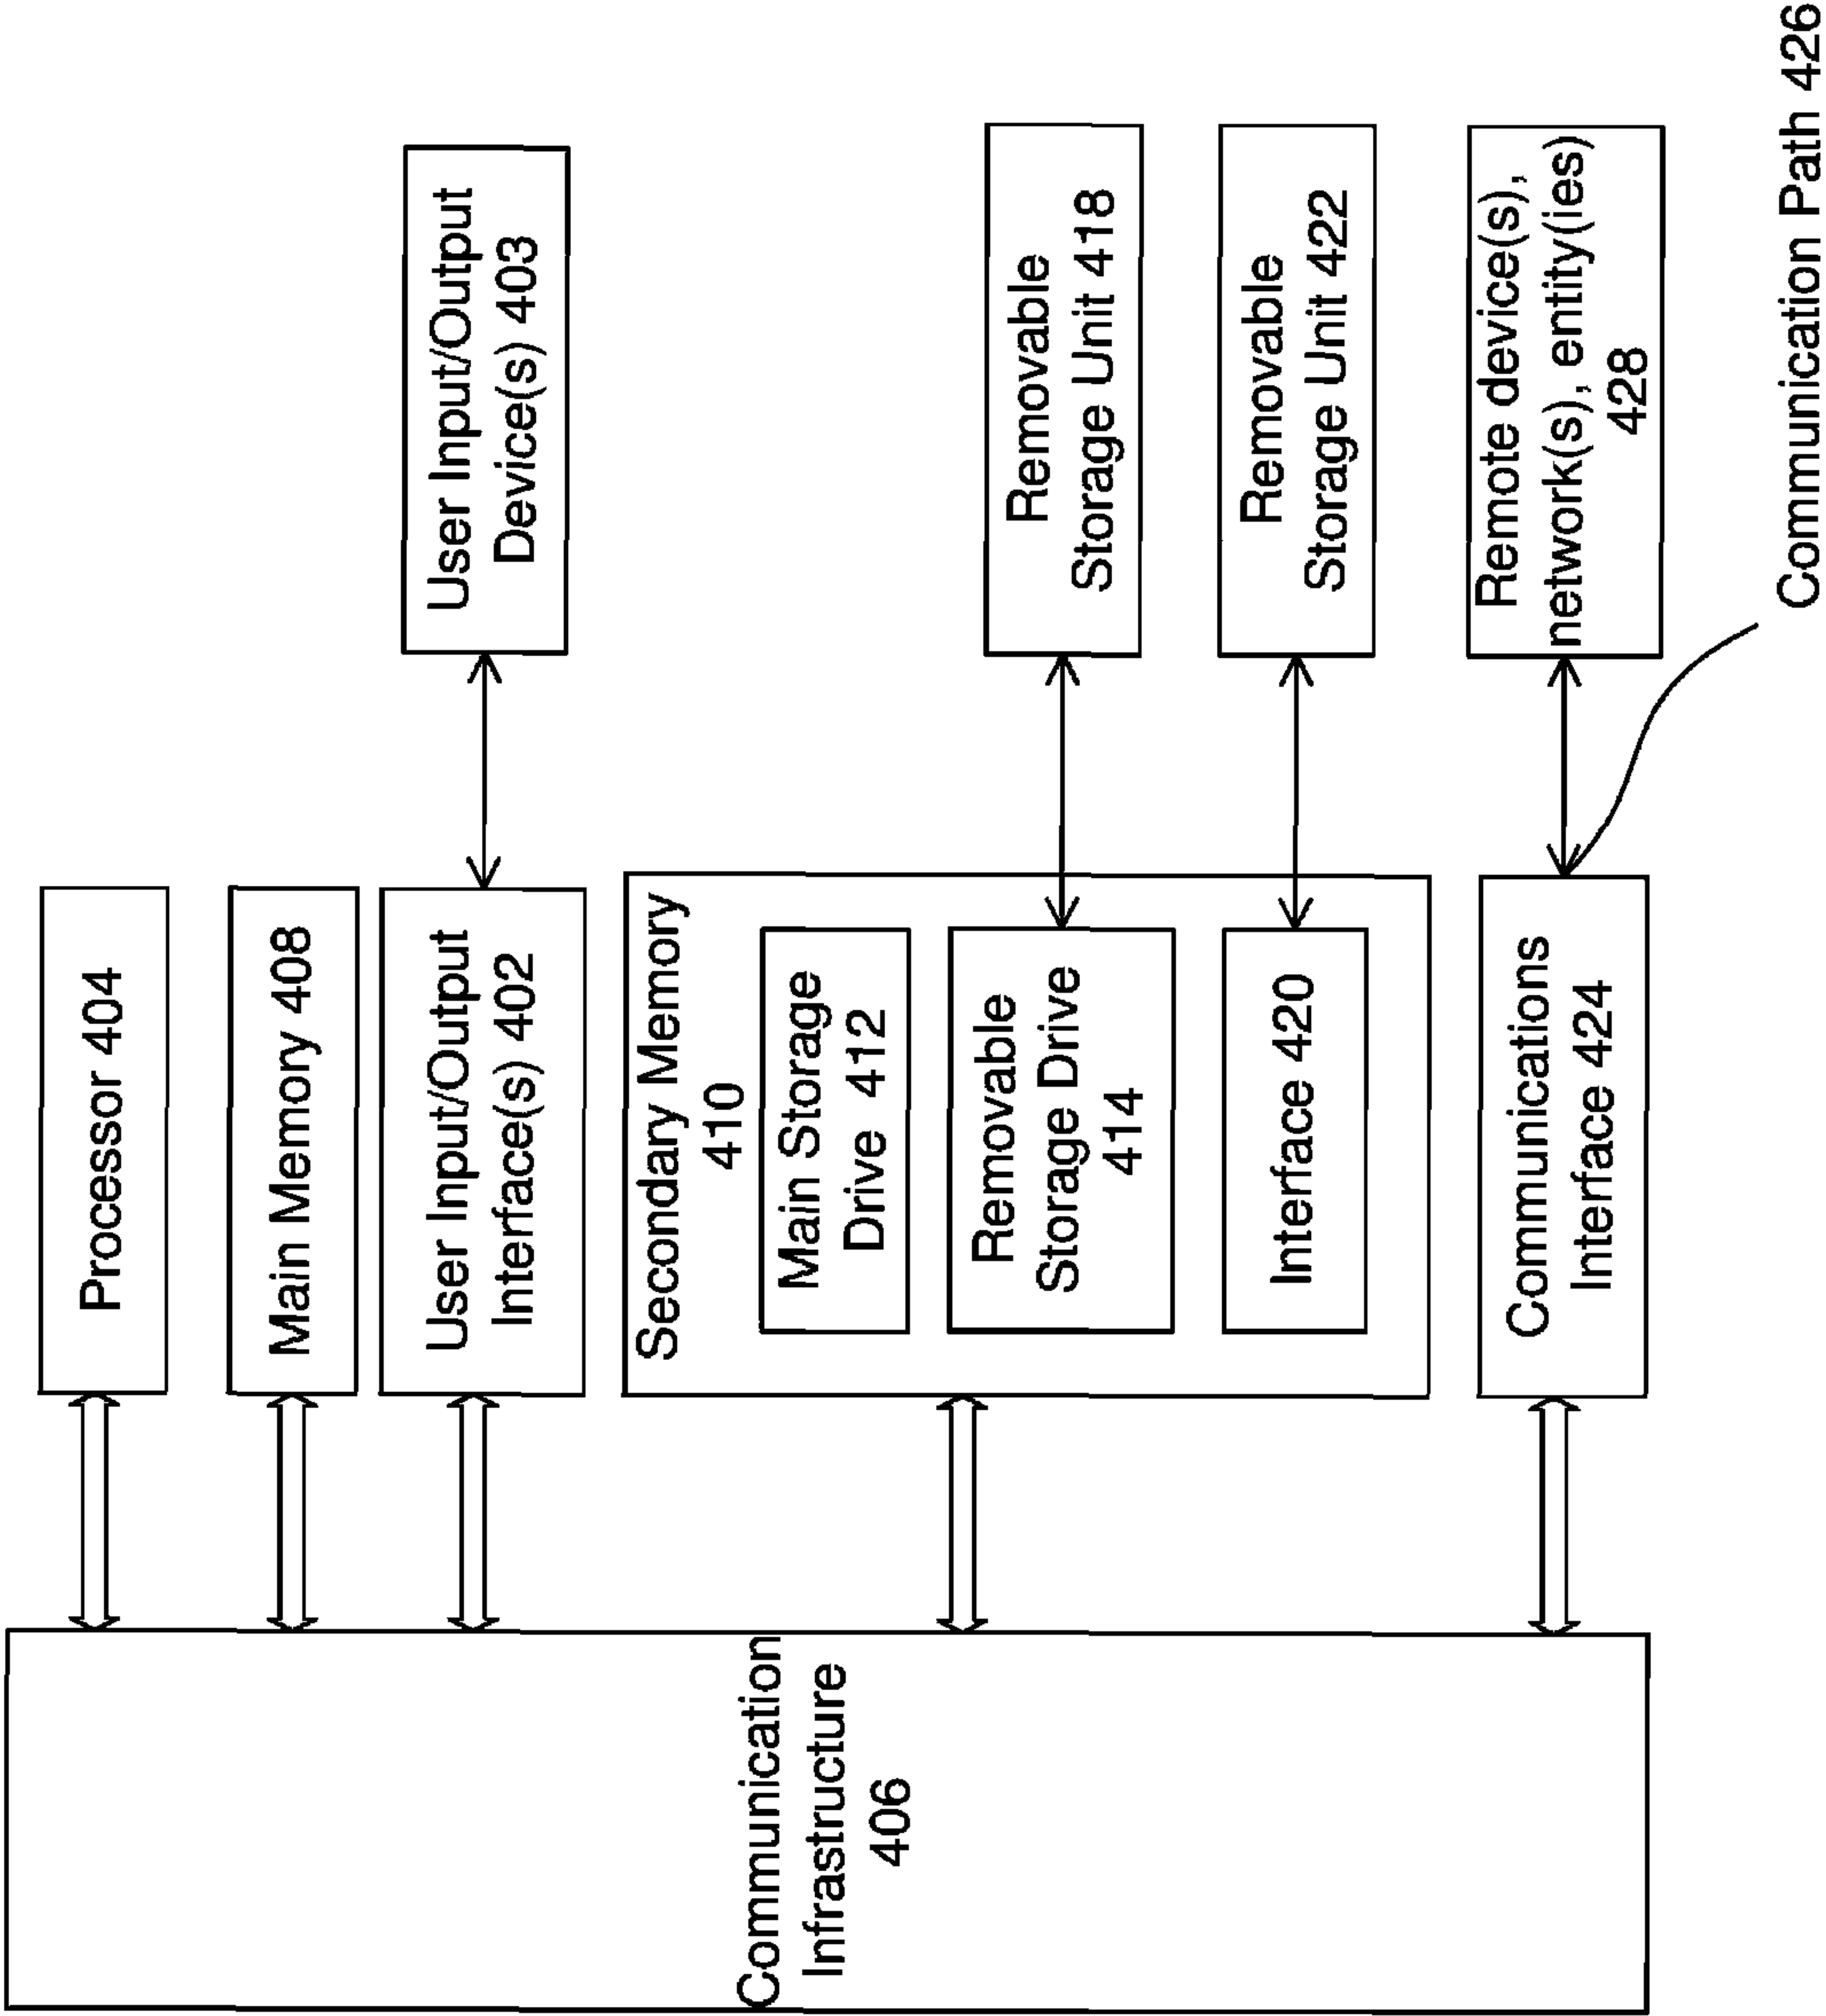 Processor 404
Main Memory 408
User Input/Output
Interface(s) 402
User Input/Output
Device(s) 403
Secondary Memory
410
Main Storage
Drive 412
Removable
Storage Drive
414
Removable
Storage Unit 418
Interface 420
Removable
Storage Unit 422
Communications
Interface 424
Remote device(s),
network(s), entity(ies)
428
Communication Path 426
Communication
Infrastructure
406